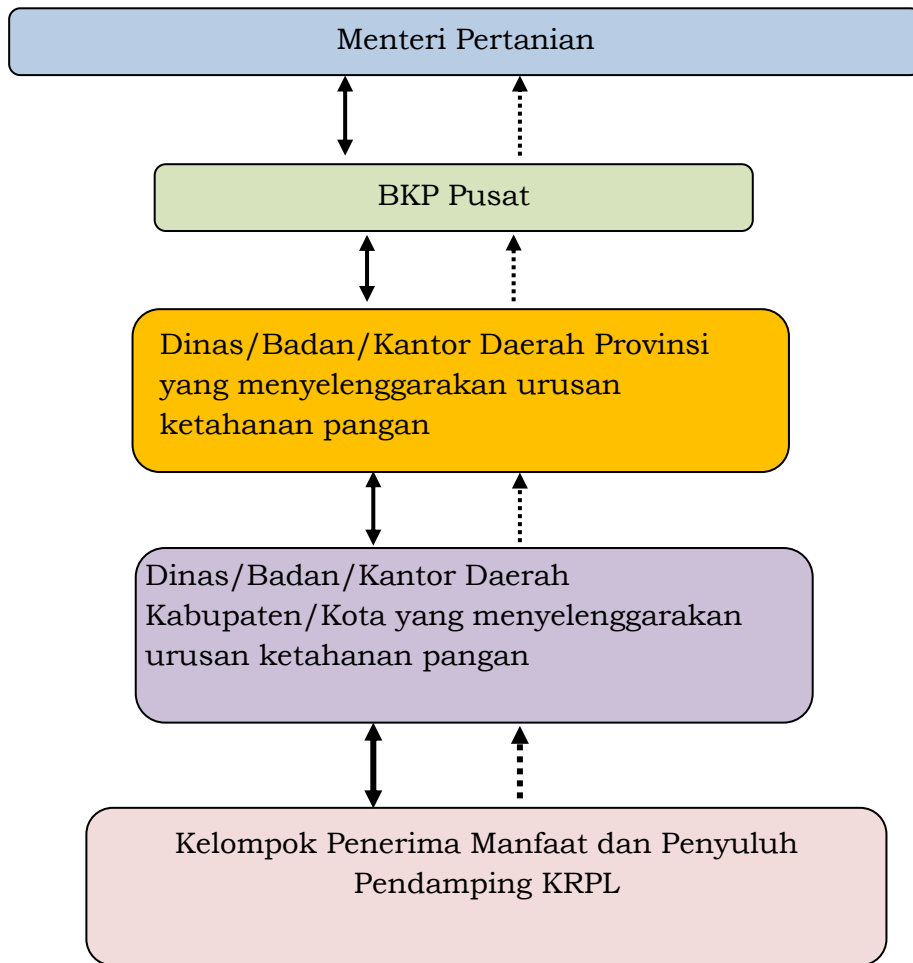 Menteri Pertanian
BKP Pusat
Dinas/Badan/Kantor Daerah Provinsi
yang menyelenggarakan urusan
ketahanan pangan
Dinas/Badan/Kantor Daerah
Kabupaten/Kota yang menyelenggarakan
urusan ketahanan pangan
Kelompok Penerima Manfaat dan Penyuluh
Pendamping KRPL